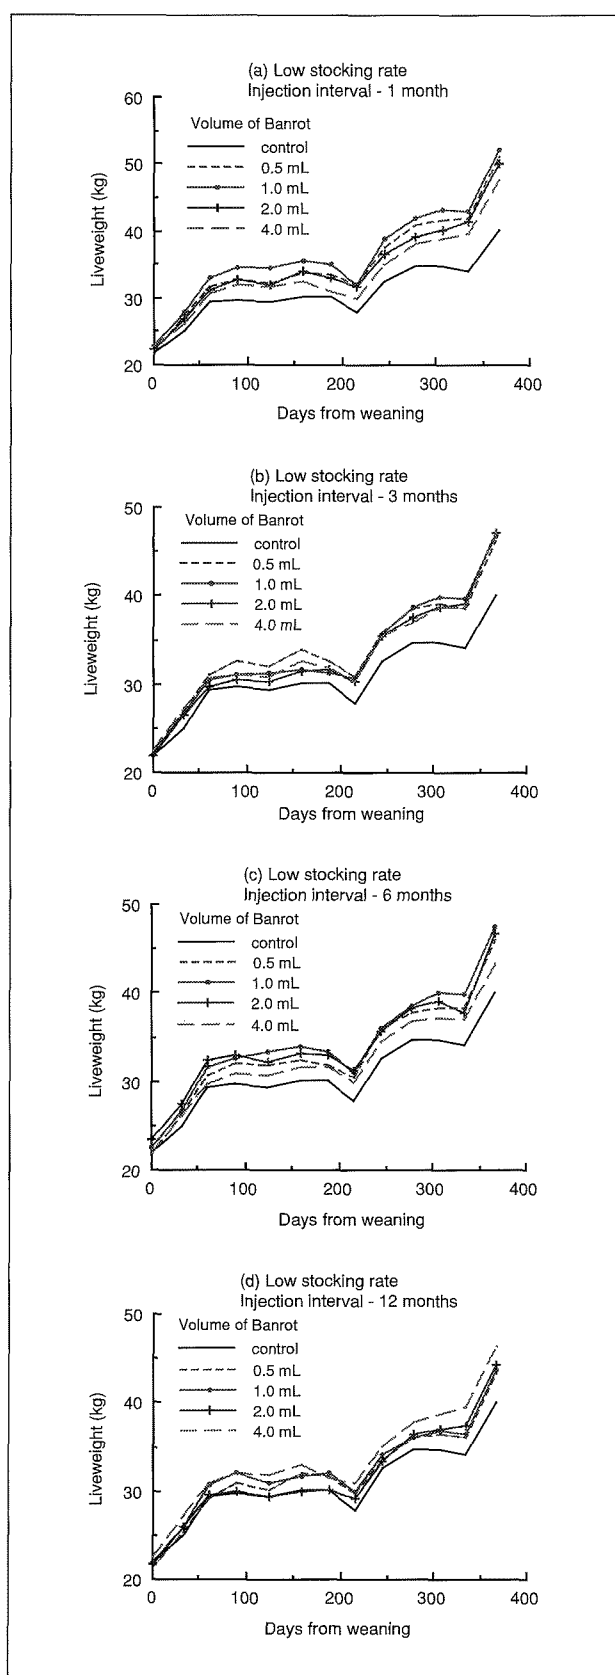 (a) Low stocking rate
Injection interval - 1 month
Volume of Banrot
control
0.5 mL
1.0 mL
2.0 mL
4.0 mL
Liveweight (kg)
60
50
40
30
20
0
100
200
300
400
Days from weaning
(b) Low stocking rate
Injection interval - 3 months
Volume of Banrot
control
0.5 mL
1.0 mL
2.0 mL
4.0 mL
Liveweight (kg)
50
40
30
20
0
100
200
300
400
Days from weaning
(c) Low stocking rate
Injection interval - 6 months
Volume of Banrot
control
0.5 mL
1.0 mL
2.0 mL
4.0 mL
Liveweight (kg)
50
40
30
20
0
100
200
300
400
Days from weaning
(d) Low stocking rate
Injection interval - 12 months
Volume of Banrot
control
0.5 mL
1.0 mL
2.0 mL
4.0 mL
Liveweight (kg)
50
40
30
20
0
100
200
300
400
Days from weaning